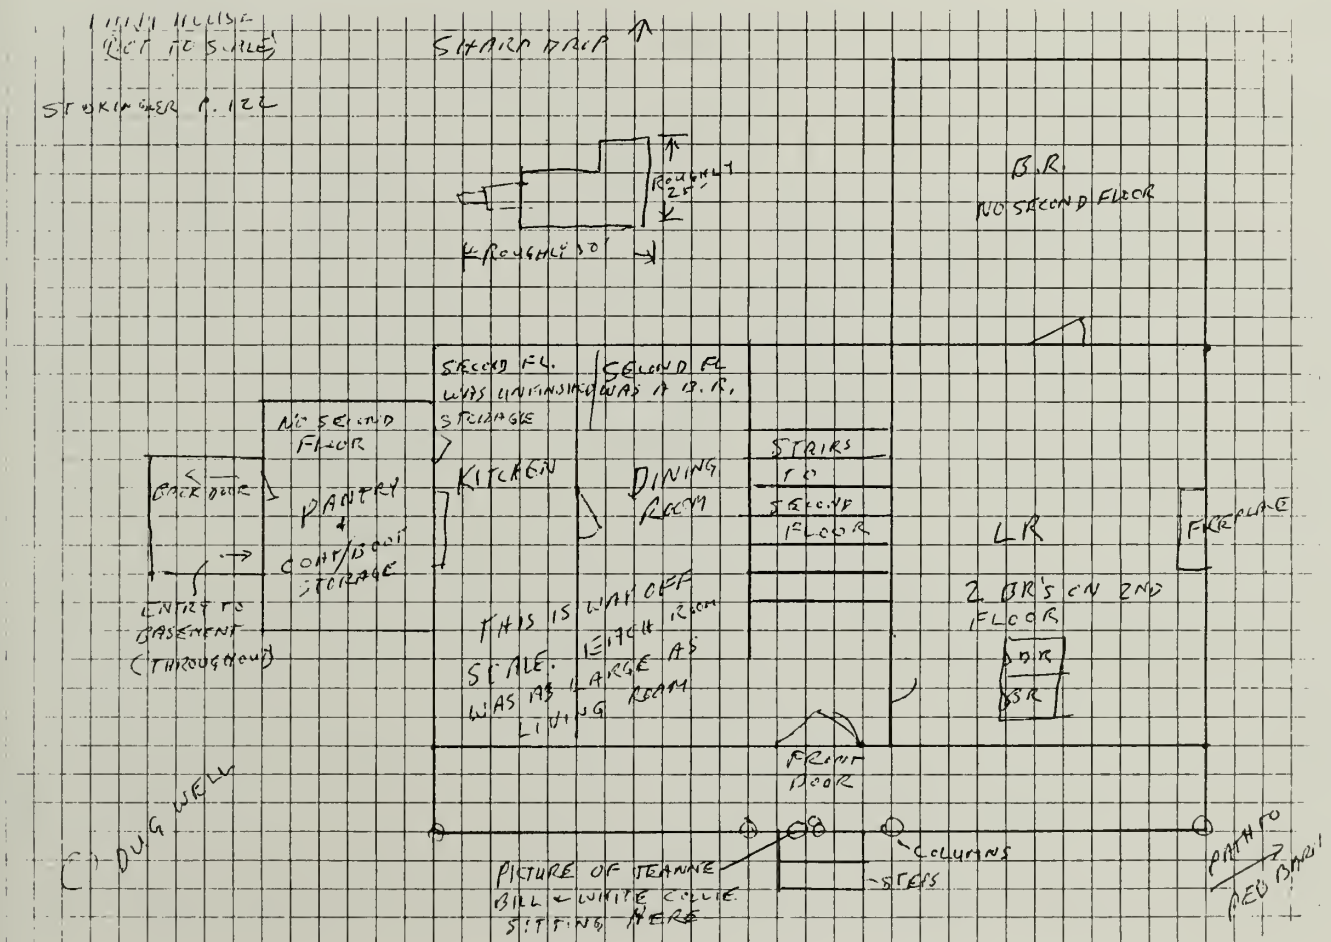 HOUSE
(NOT TO SCALE)
SHARP DROP
P. 122
B.R.
NO SECOND FLOOR
ROUGHLY
25'
ROUGHLY
SECOND FL.
WAS UNFINISHED
STORAGE
SECOND FL
WAS A B.R.
NO SECOND
FLOOR
BACK DOOR
PANTRY
+
COAT/BOOT
STORAGE
KITCHEN
DINING
ROOM
STAIRS
TO
SECOND
FLOOR
LR
FIREPLACE
2 BR'S ON 2ND
FLOOR
BR
BR
ENTRY TO
BASEMENT
(THROUGHOUT)
THIS IS WAY OFF
SCALE. EACH ROOM
WAS AS LARGE AS
LIVING ROOM
FRONT
DOOR
DUG WELL
COLUMNS
STEPS
PICTURE OF JEANNE
BILL & WHITE COLLIE
SITTING HERE
PATH TO
RED BARN